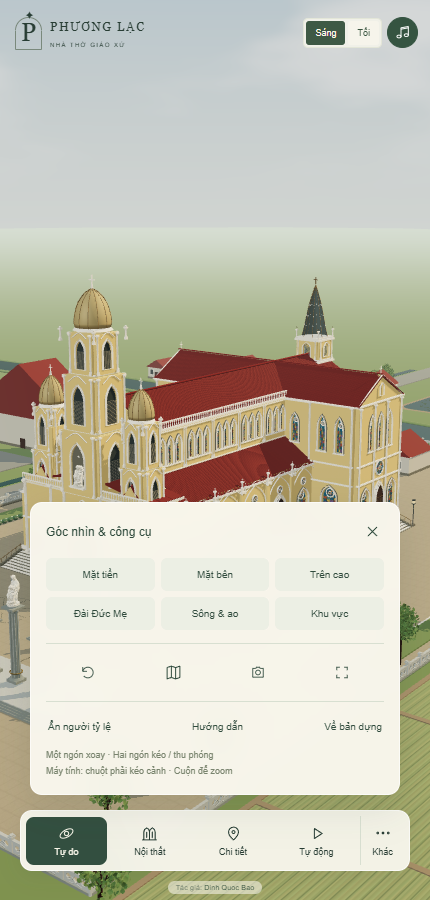 P PHƯƠNG LẠC
NHÀ THỜ GIÁO XỨ
Sáng Tối
Góc nhìn & công cụ
Mặt tiền Mặt bên Trên cao
Đài Đức Mẹ Sông & ao Khu vực
Ẩn người tỷ lệ Hướng dẫn Về bản dựng
Một ngón xoay · Hai ngón kéo / thu phóng
Máy tính: chuột phải kéo cảnh · Cuộn để zoom
Tự do Nội thất Chi tiết Tự động Khác
Tác giả: Dinh Quoc Bao